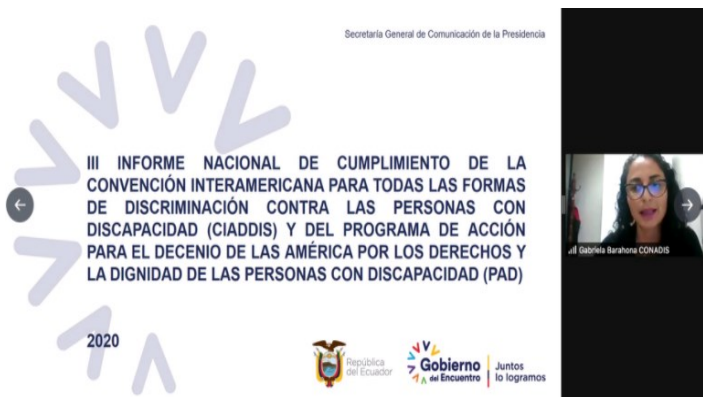 Secretaría General de Comunicación de la Presidencia
III INFORME NACIONAL DE CUMPLIMIENTO DE LA
CONVENCIÓN INTERAMERICANA PARA TODAS LAS FORMAS
DE DISCRIMINACIÓN CONTRA LAS PERSONAS CON
DISCAPACIDAD (CIADDIS) Y DEL PROGRAMA DE ACCIÓN
PARA EL DECENIO DE LAS AMÉRICA POR LOS DERECHOS Y
LA DIGNIDAD DE LAS PERSONAS CON DISCAPACIDAD (PAD)
Gabriela Barahona CONADIS
2020
República
del Ecuador
Gobierno
del Encuentro
Juntos
lo logramos